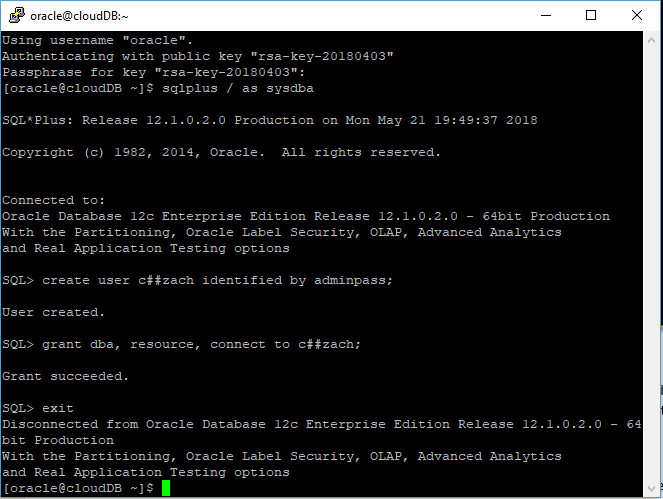 oracle@cloudDB:~
Using username "oracle".
Authenticating with public key "rsa-key-20180403"
Passphrase for key "rsa-key-20180403":
[oracle@cloudDB ~]$ sqlplus / as sysdba
SQL*Plus: Release 12.1.0.2.0 Production on Mon May 21 19:49:37 2018
Copyright (c) 1982, 2014, Oracle.  All rights reserved.
Connected to:
Oracle Database 12c Enterprise Edition Release 12.1.0.2.0 - 64bit Production
With the Partitioning, Oracle Label Security, OLAP, Advanced Analytics
and Real Application Testing options
SQL> create user c##zach identified by adminpass;
User created.
SQL> grant dba, resource, connect to c##zach;
Grant succeeded.
SQL> exit
Disconnected from Oracle Database 12c Enterprise Edition Release 12.1.0.2.0 - 64
bit Production
With the Partitioning, Oracle Label Security, OLAP, Advanced Analytics
and Real Application Testing options
[oracle@cloudDB ~]$